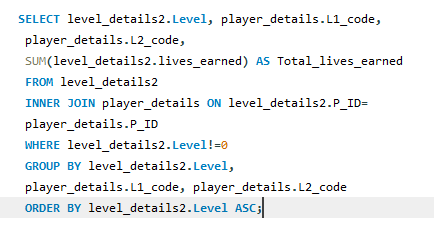 SELECT level_details2.Level, player_details.L1_code,
player_details.L2_code,
SUM(level_details2.lives_earned) AS Total_lives_earned
FROM level_details2
INNER JOIN player_details ON level_details2.P_ID=
player_details.P_ID
WHERE level_details2.Level!=0
GROUP BY level_details2.Level,
player_details.L1_code, player_details.L2_code
ORDER BY level_details2.Level ASC;